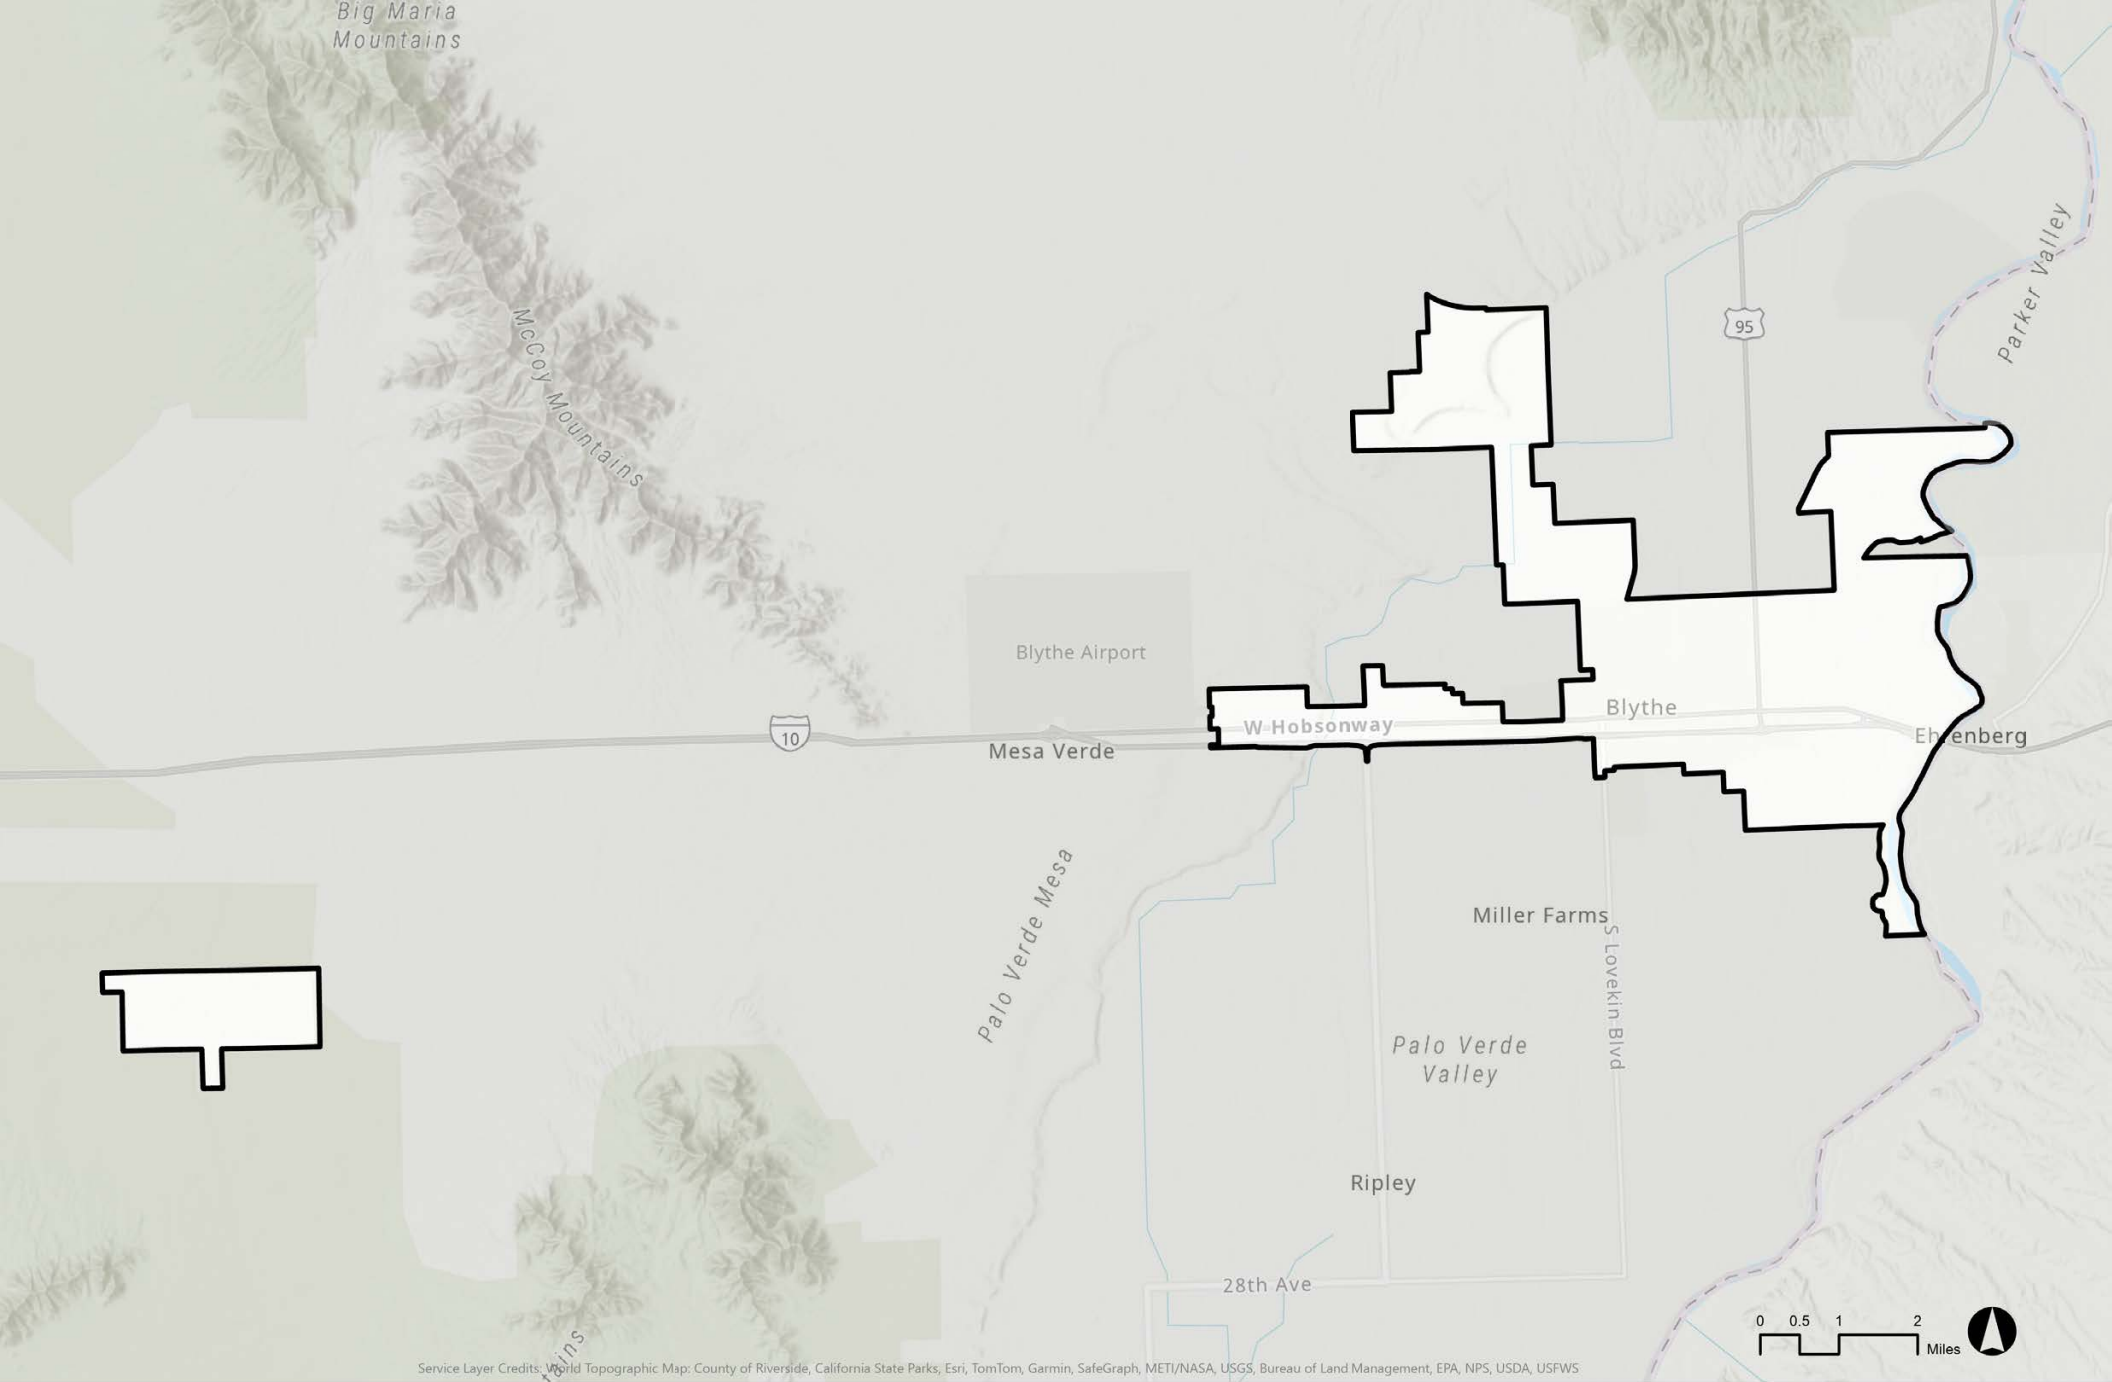 Big Maria
Mountains
McCoy Mountains
Parker Valley
95
Blythe Airport
10
Mesa Verde
W Hobsonway
Blythe
Ehrenberg
Palo Verde Mesa
Miller Farms
S Lovekin Blvd
Palo Verde
Valley
Ripley
28th Ave
tains
0 0.5 1 2
Miles
Service Layer Credits: World Topographic Map: County of Riverside, California State Parks, Esri, TomTom, Garmin, SafeGraph, METI/NASA, USGS, Bureau of Land Management, EPA, NPS, USDA, USFWS